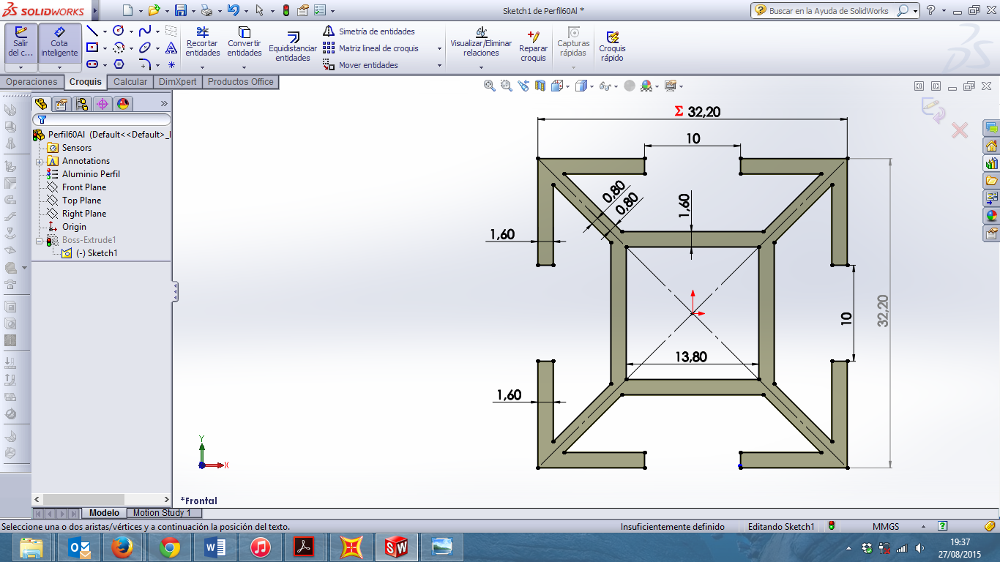 SOLIDWORKS
Sketch1 de Perfil60Al *
Buscar en la Ayuda de SolidWorks
Salir
del c...
Cota
inteligente
Recortar
entidades
Convertir
entidades
Equidistanciar
entidades
Simetría de entidades
Matriz lineal de croquis
Mover entidades
Visualizar/Eliminar
relaciones
Reparar
croquis
Capturas
rápidas
Croquis
rápido
Operaciones
Croquis
Calcular
DimXpert
Productos Office
Perfil60Al (Default<<Default>_
Sensors
Annotations
Aluminio Perfil
Front Plane
Top Plane
Right Plane
Origin
Boss-Extrude1
(-) Sketch1
Σ 32,20
10
0,80
0,80
1,60
1,60
32,20
10
13,80
1,60
Y
X
*Frontal
Modelo
Motion Study 1
Seleccione una o dos aristas/vértices y a continuación la posición del texto.
Insuficientemente definido
Editando Sketch1
MMGS
19:37
27/08/2015